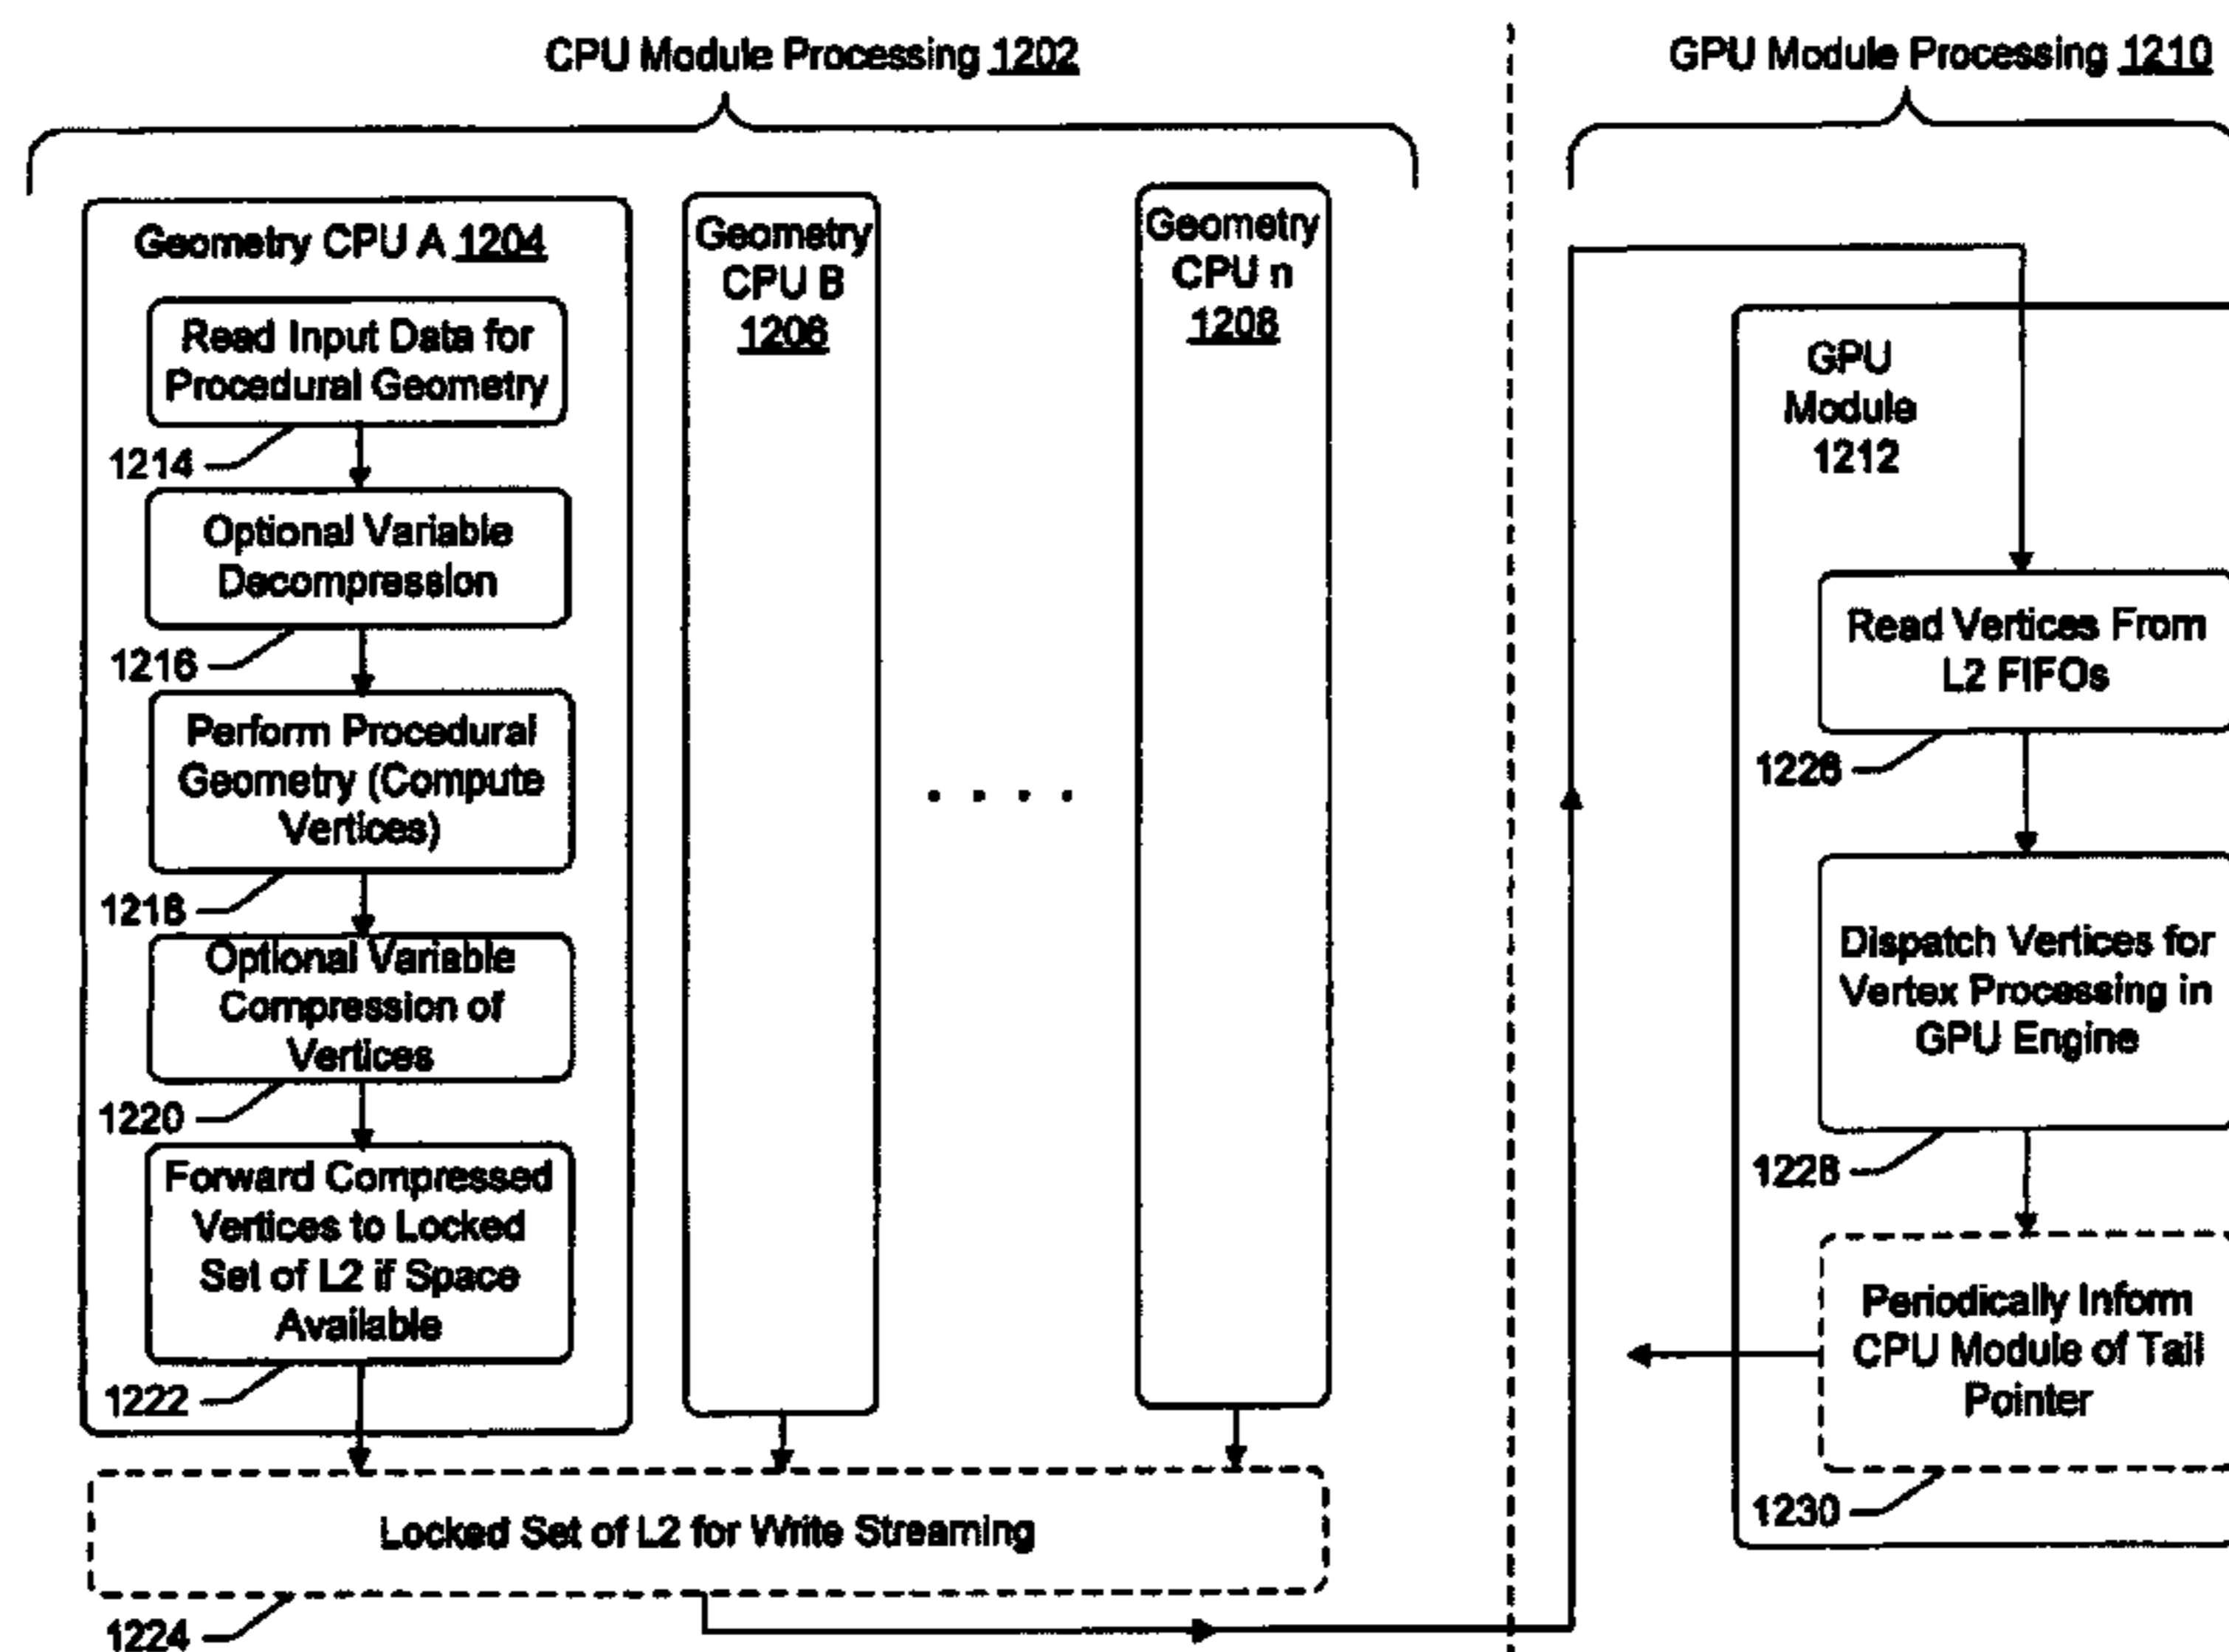 CPU Module Processing 1202
GPU Module Processing 1210
Geometry CPU A 1204
Read Input Data for
Procedural Geometry
1214
Optional Variable
Decompression
1216
Perform Procedural
Geometry (Compute
Vertices)
1218
Optional Variable
Compression of
Vertices
1220
Forward Compressed
Vertices to Locked
Set of L2 if Space
Available
1222
Geometry
CPU B
1206
. . . .
Geometry
CPU n
1208
Locked Set of L2 for Write Streaming
1224
GPU
Module
1212
Read Vertices From
L2 FIFOs
1226
Dispatch Vertices for
Vertex Processing in
GPU Engine
1228
Periodically Inform
CPU Module of Tail
Pointer
1230